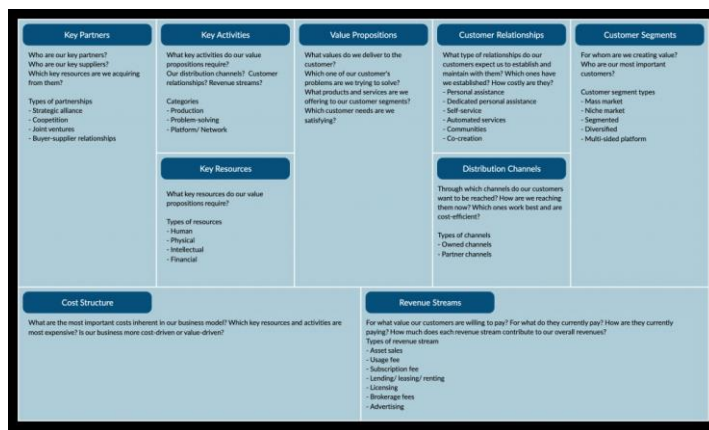 Key Partners
Who are our key partners?
Who are our key suppliers?
Which key resources are we acquiring
from them?
Types of partnerships
- Strategic alliance
- Coopetition
- Joint ventures
- Buyer-supplier relationships
Key Activities
What key activities do our value
propositions require?
Our distribution channels? Customer
relationships? Revenue streams?
Categories
- Production
- Problem-solving
- Platform/ Network
Key Resources
What key resources do our value
propositions require?
Types of resources
- Human
- Physical
- Intellectual
- Financial
Value Propositions
What values do we deliver to the
customer?
Which one of our customer's
problems are we trying to solve?
What products and services are we
offering to our customer segments?
Which customer needs are we
satisfying?
Customer Relationships
What type of relationships do our
customers expect us to establish and
maintain with them? Which ones have
we established? How costly are they?
- Personal assistance
- Dedicated personal assistance
- Self-service
- Automated services
- Communities
- Co-creation
Distribution Channels
Through which channels do our customers
want to be reached? How are we reaching
them now? Which ones work best and are
cost-efficient?
Types of channels
- Owned channels
- Partner channels
Customer Segments
For whom are we creating value?
Who are our most important
customers?
Customer segment types
- Mass market
- Niche market
- Segmented
- Diversified
- Multi-sided platform
Cost Structure
What are the most important costs inherent in our business model? Which key resources and activities are
most expensive? Is our business more cost-driven or value-driven?
Revenue Streams
For what value our customers are willing to pay? For what do they currently pay? How are they currently
paying? How much does each revenue stream contribute to our overall revenues?
Types of revenue stream
- Asset sales
- Usage fee
- Subscription fee
- Lending/ leasing/ renting
- Licensing
- Brokerage fees
- Advertising